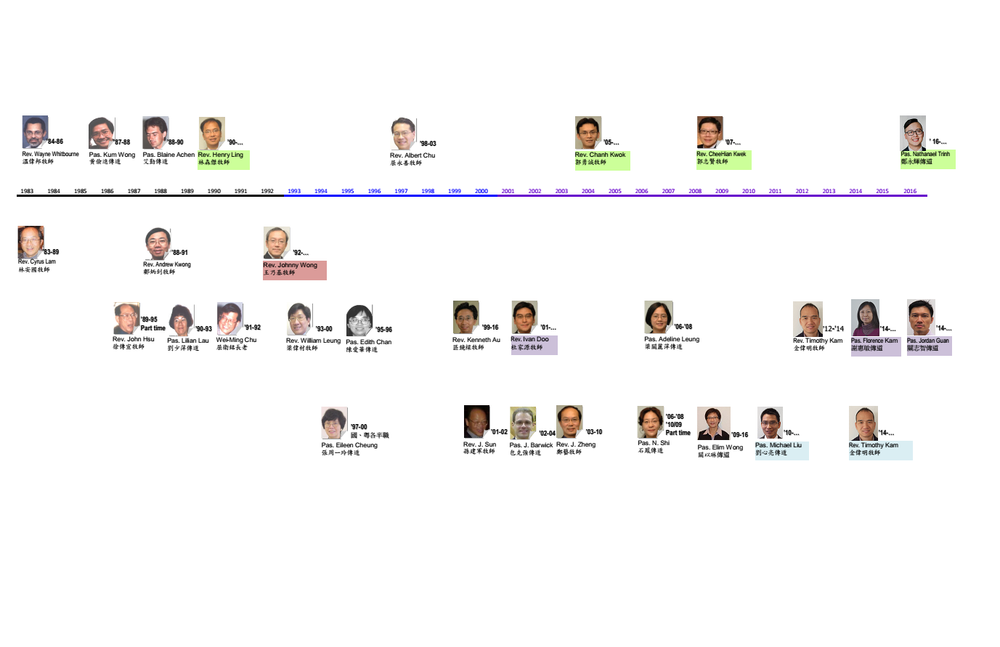 '84-86
Rev. Wayne Whitbourne
溫偉邦牧師
'87-88
Pas. Kum Wong
黃儉進傳道
'88-90
Pas. Blaine Achen
艾勤傳道
'90-...
Rev. Henry Ling
林森傑牧師
'98-03
Rev. Albert Chu
屈永善牧師
'05-...
Rev. Chanh Kwok
郭勇誠牧師
'07-...
Rev. CheeHian Kwek
郭志賢牧師
' 16-...
Pas. Nathanael Trinh
鄭永輝傳道
1983 1984 1985 1986 1987 1988 1989 1990 1991 1992 1993 1994 1995 1996 1997 1998 1999 2000 2001 2002 2003 2004 2005 2006 2007 2008 2009 2010 2011 2012 2013 2014 2015 2016
'83-89
Rev. Cyrus Lam
林安國牧師
'88-91
Rev. Andrew Kwong
鄺炳釗牧師
'92-...
Rev. Johnny Wong
王乃基牧師
'89-95
Part time
Rev. John Hsu
徐傳宣牧師
'90-93
Pas. Lilian Lau
劉少萍傳道
'91-92
Wei-Ming Chu
屈衛銘長老
'93-00
Rev. William Leung
梁偉材牧師
'95-96
Pas. Edith Chan
陳愛華傳道
'99-16
Rev. Kenneth Au
區鐃樑牧師
'01-...
Rev. Ivan Doo
杜家源牧師
'06-'08
Pas. Adeline Leung
梁關麗萍傳道
'12-'14
Rev. Timothy Kam
金偉明牧師
'14-...
Pas. Florence Kam
謝惠敏傳道
'14-...
Pas. Jordan Guan
關志智傳道
'97-00
國、粵各半職
Pas. Eileen Cheung
張周一玲傳道
'01-02
Rev. J. Sun
孫建軍牧師
'02-04
Pas. J. Barwick
包克強傳道
'03-10
Rev. J. Zheng
鄭藝牧師
'06-'08
'10/09
Part time
Pas. N. Shi
石鳳傳道
'09-16
Pas. Elim Wong
關以琳傳道
'10-...
Pas. Michael Liu
劉心亮傳道
'14-...
Rev. Timothy Kam
金偉明牧師